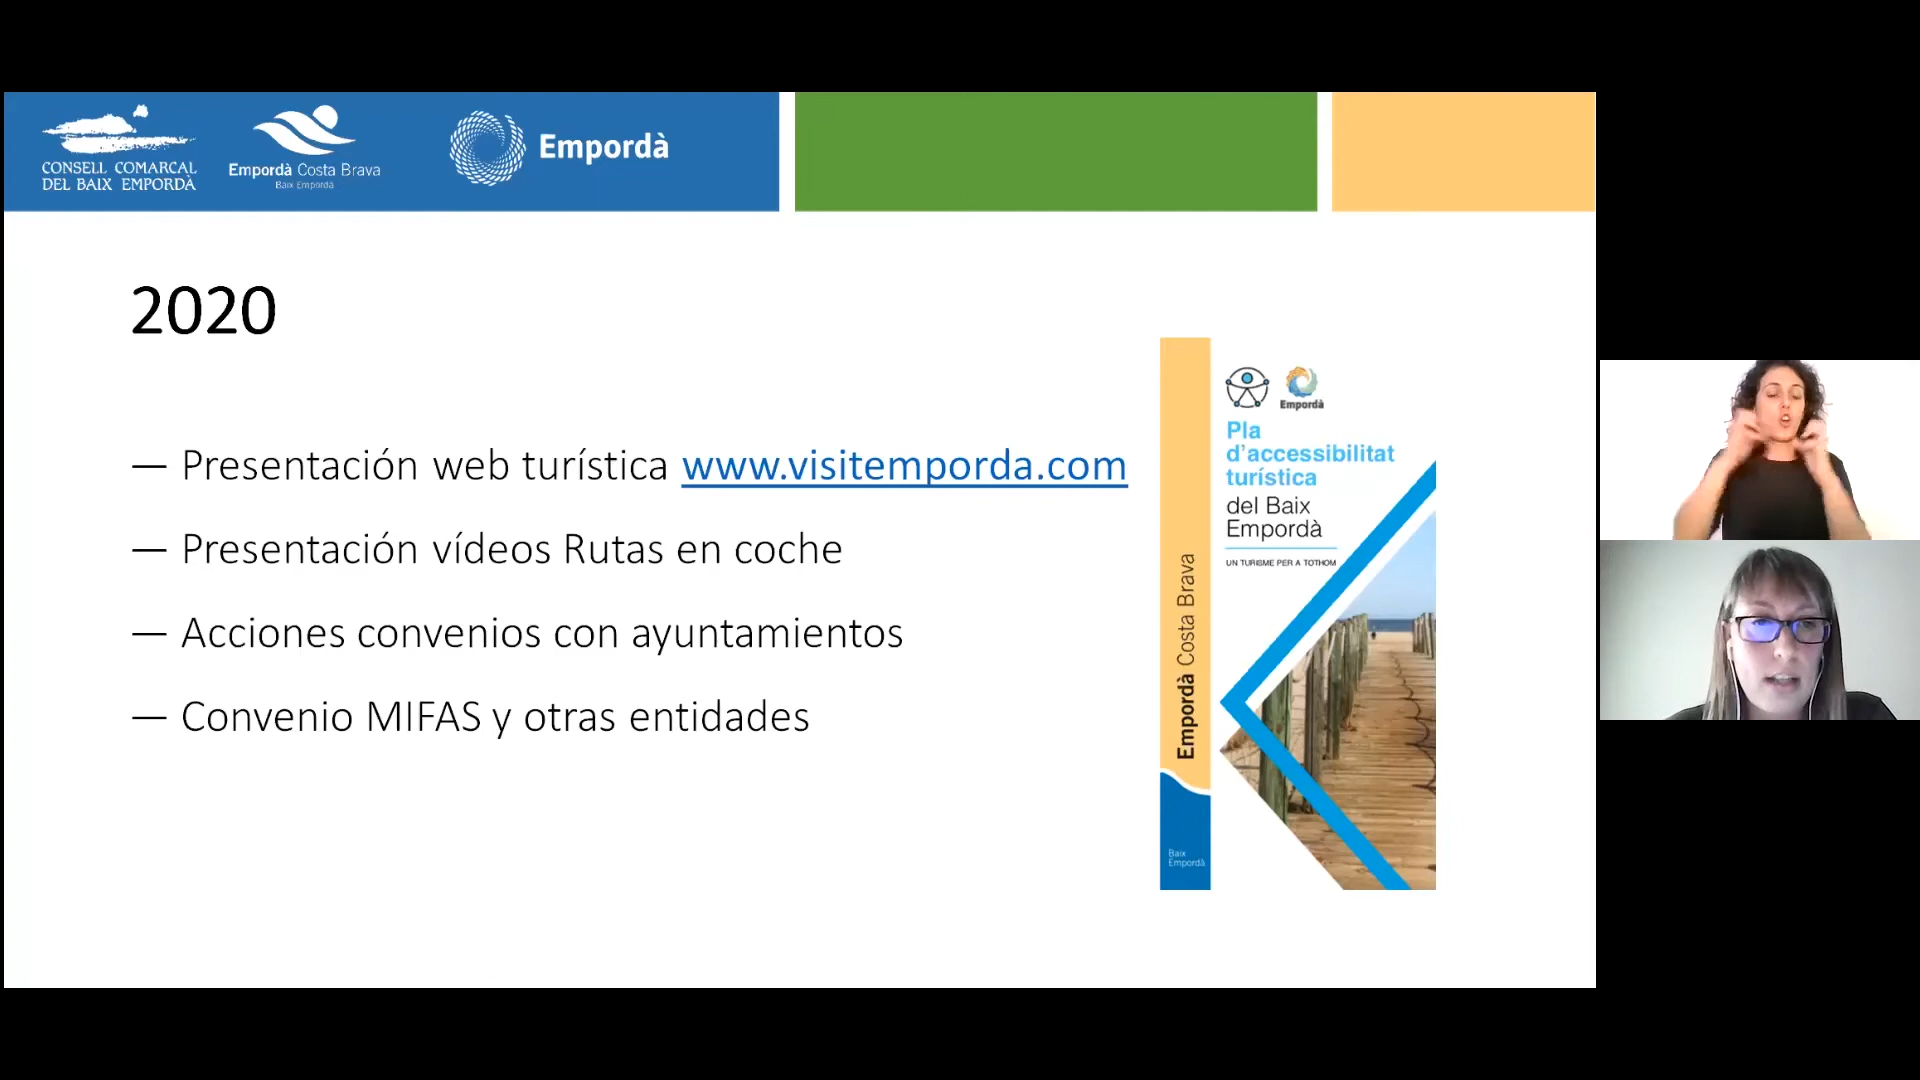 CONSELL COMARCAL
DEL BAIX EMPORDÀ
Empordà Costa Brava
Baix Empordà
Empordà
2020
— Presentación web turística www.visitemporda.com
— Presentación vídeos Rutas en coche
— Acciones convenios con ayuntamientos
— Convenio MIFAS y otras entidades
Empordà
Pla
d'accessibilitat
turística
del Baix
Empordà
UN TURISME PER A TOTHOM
Empordà Costa Brava
Baix
Empordà